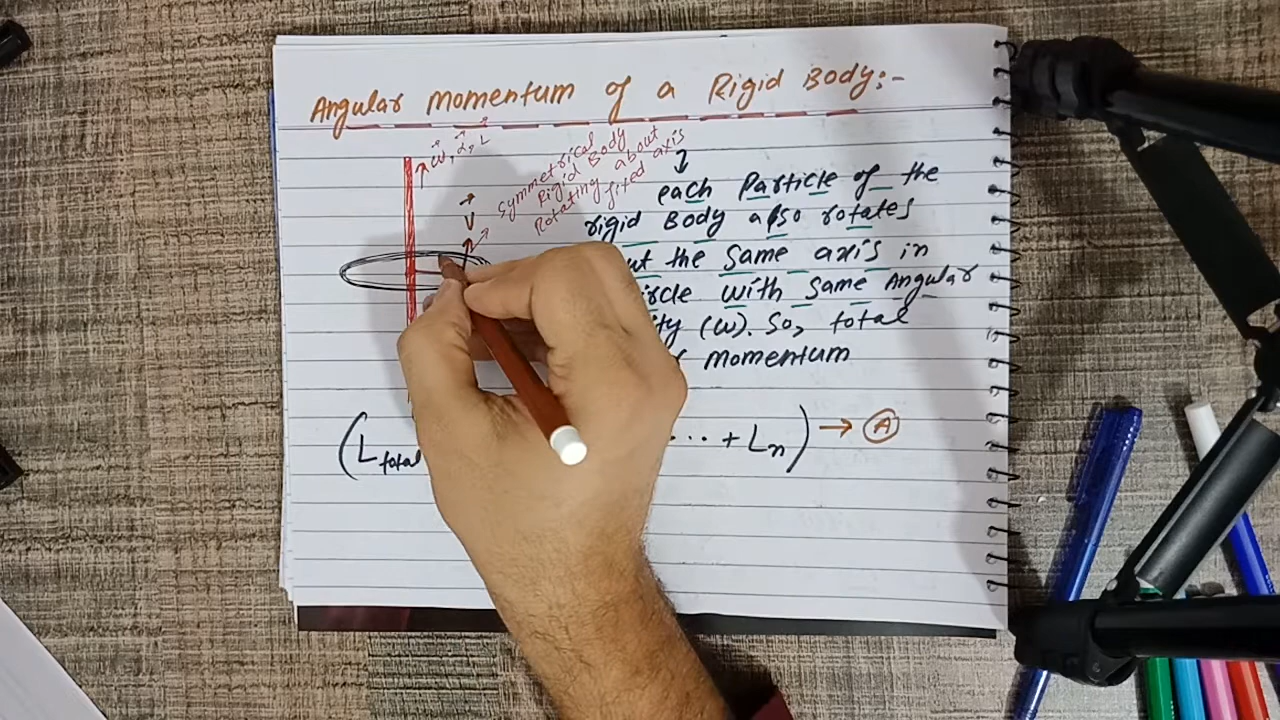 Angular Momentum of a Rigid Body:-
symmetrical
Rigid Body
Rotating about
fixed axis
V
each Particle of the
rigid Body also rotates
the same axis in
with same Angular
(ω). So, total
momentum
(L total
... + Ln) → Ⓐ